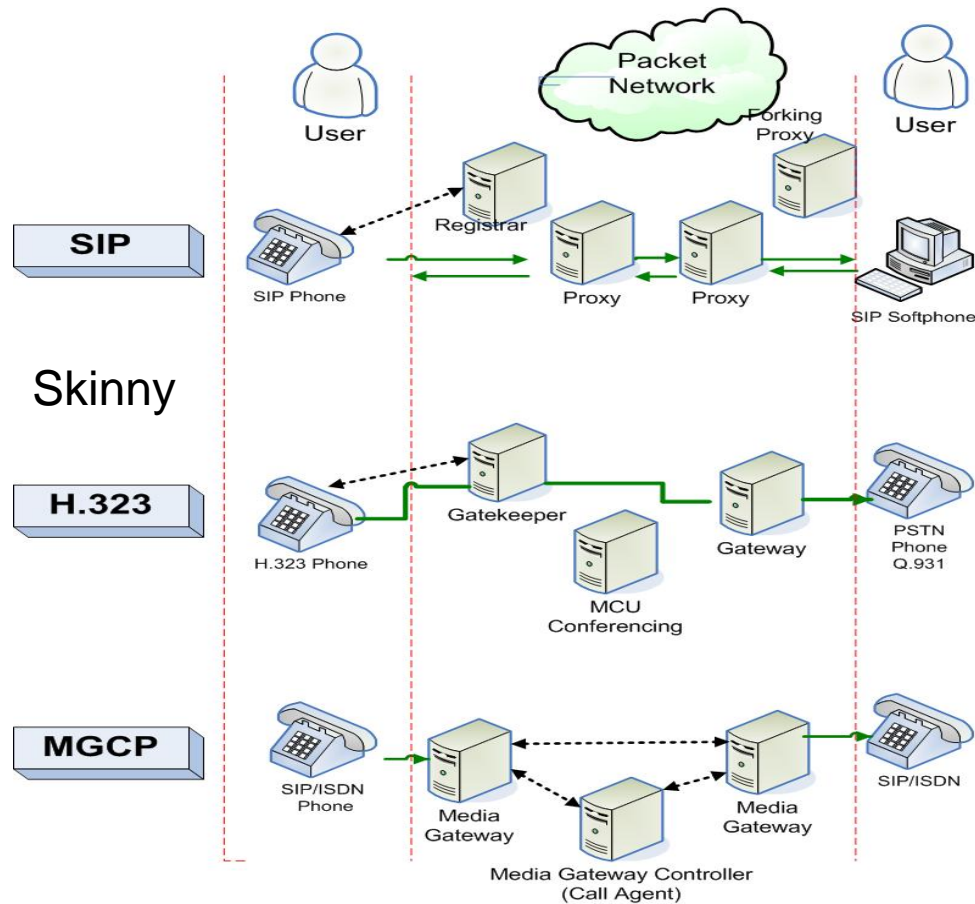 Packet
Network
User
User
Forking
Proxy
SIP
Registrar
SIP Phone
Proxy
Proxy
SIP Softphone
Skinny
H.323
Gatekeeper
H.323 Phone
Gateway
PSTN
Phone
Q.931
MCU
Conferencing
MGCP
SIP/ISDN
Phone
Media
Gateway
Media
Gateway
SIP/ISDN
Media Gateway Controller
(Call Agent)